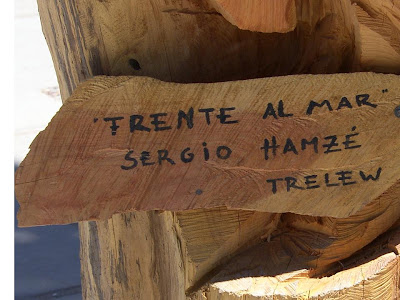 "FRENTE AL MAR"
SERGIO HAMZÉ
TRELEW